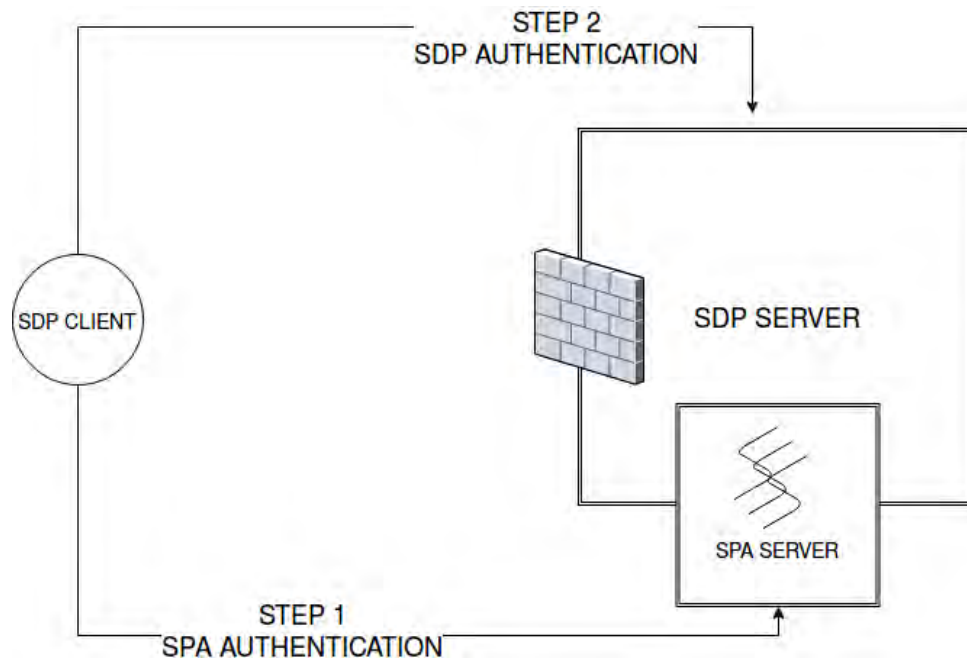 STEP 2
SDP AUTHENTICATION
SDP CLIENT
SDP SERVER
SPA SERVER
STEP 1
SPA AUTHENTICATION